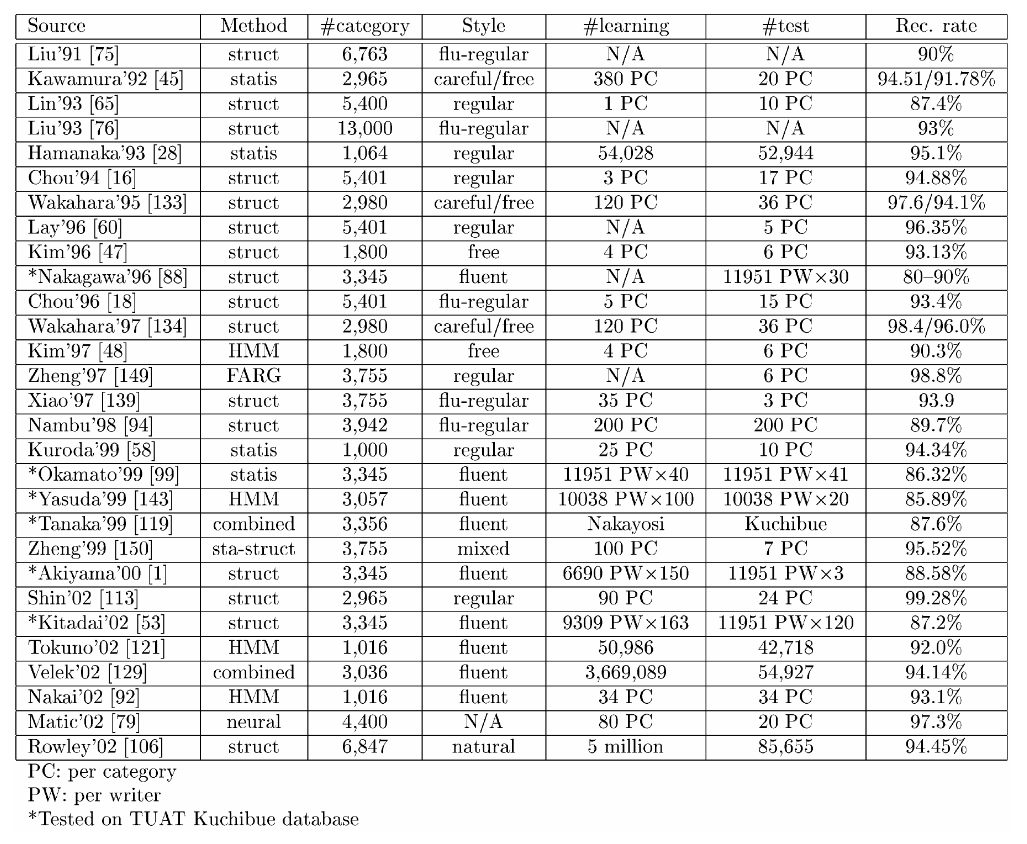 Source Method #category Style #learning #test Rec. rate
Liu'91 [75] struct 6,763 flu-regular N/A N/A 90%
Kawamura'92 [45] statis 2,965 careful/free 380 PC 20 PC 94.51/91.78%
Lin'93 [65] struct 5,400 regular 1 PC 10 PC 87.4%
Liu'93 [76] struct 13,000 flu-regular N/A N/A 93%
Hamanaka'93 [28] statis 1,064 regular 54,028 52,944 95.1%
Chou'94 [16] struct 5,401 regular 3 PC 17 PC 94.88%
Wakahara'95 [133] struct 2,980 careful/free 120 PC 36 PC 97.6/94.1%
Lay'96 [60] struct 5,401 regular N/A 5 PC 96.35%
Kim'96 [47] struct 1,800 free 4 PC 6 PC 93.13%
*Nakagawa'96 [88] struct 3,345 fluent N/A 11951 PW×30 80–90%
Chou'96 [18] struct 5,401 flu-regular 5 PC 15 PC 93.4%
Wakahara'97 [134] struct 2,980 careful/free 120 PC 36 PC 98.4/96.0%
Kim'97 [48] HMM 1,800 free 4 PC 6 PC 90.3%
Zheng'97 [149] FARG 3,755 regular N/A 6 PC 98.8%
Xiao'97 [139] struct 3,755 flu-regular 35 PC 3 PC 93.9
Nambu'98 [94] struct 3,942 flu-regular 200 PC 200 PC 89.7%
Kuroda'99 [58] statis 1,000 regular 25 PC 10 PC 94.34%
*Okamato'99 [99] statis 3,345 fluent 11951 PW×40 11951 PW×41 86.32%
*Yasuda'99 [143] HMM 3,057 fluent 10038 PW×100 10038 PW×20 85.89%
*Tanaka'99 [119] combined 3,356 fluent Nakayosi Kuchibue 87.6%
Zheng'99 [150] sta-struct 3,755 mixed 100 PC 7 PC 95.52%
*Akiyama'00 [1] struct 3,345 fluent 6690 PW×150 11951 PW×3 88.58%
Shin'02 [113] struct 2,965 regular 90 PC 24 PC 99.28%
*Kitadai'02 [53] struct 3,345 fluent 9309 PW×163 11951 PW×120 87.2%
Tokuno'02 [121] HMM 1,016 fluent 50,986 42,718 92.0%
Velek'02 [129] combined 3,036 fluent 3,669,089 54,927 94.14%
Nakai'02 [92] HMM 1,016 fluent 34 PC 34 PC 93.1%
Matic'02 [79] neural 4,400 N/A 80 PC 20 PC 97.3%
Rowley'02 [106] struct 6,847 natural 5 million 85,655 94.45%
PC: per category
PW: per writer
*Tested on TUAT Kuchibue database